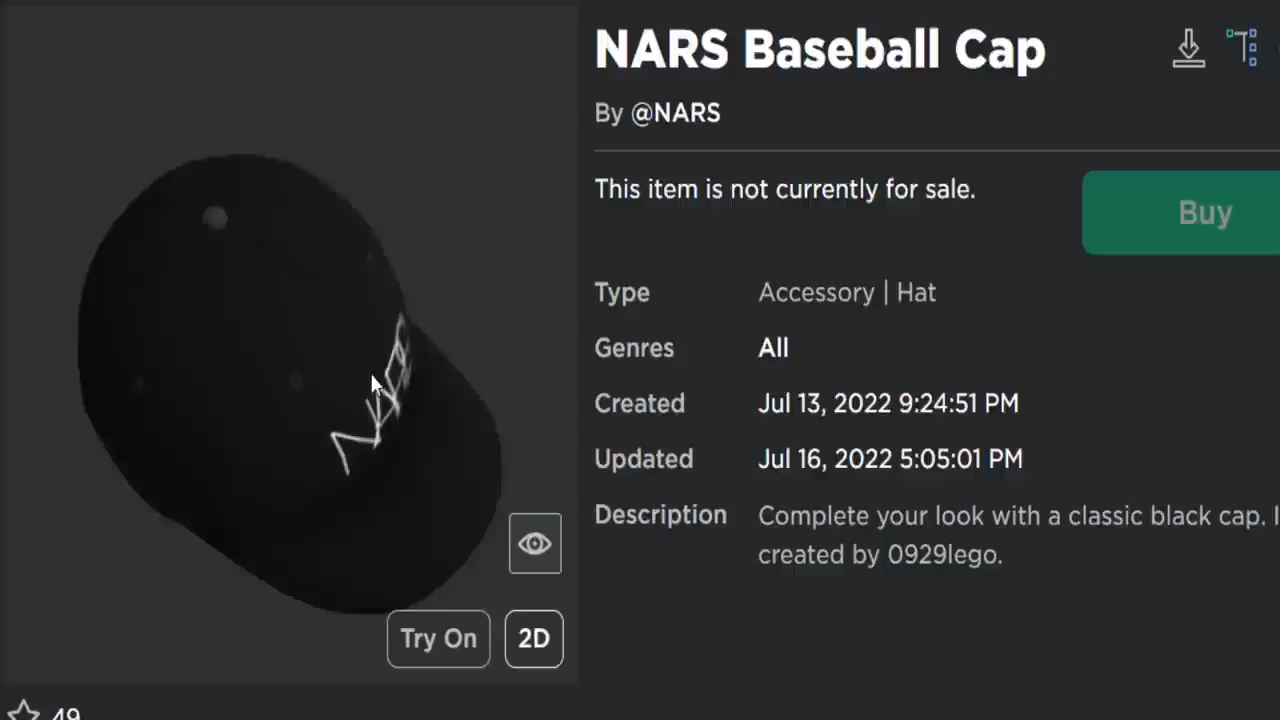 NARS Baseball Cap
By @NARS
This item is not currently for sale.
Buy
Type Accessory | Hat
Genres All
Created Jul 13, 2022 9:24:51 PM
Updated Jul 16, 2022 5:05:01 PM
Description Complete your look with a classic black cap.
created by 0929lego.
NARS
Try On
2D
49